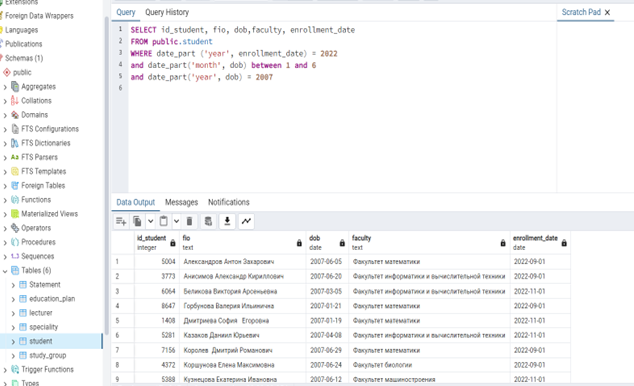 Extensions
Foreign Data Wrappers
Languages
Publications
Schemas (1)
public
Aggregates
Collations
Domains
FTS Configurations
FTS Dictionaries
FTS Parsers
FTS Templates
Foreign Tables
Functions
Materialized Views
Operators
Procedures
Sequences
Tables (6)
Statement
education_plan
lecturer
speciality
student
study_group
Trigger Functions
Types
Query Query History
1 SELECT id_student, fio, dob,faculty, enrollment_date
2 FROM public.student
3 WHERE date_part ('year', enrollment_date) = 2022
4 and date_part('month', dob) between 1 and 6
5 and date_part('year', dob) = 2007
6
Scratch Pad
Data Output Messages Notifications
id_student fio dob faculty enrollment_date
integer text date text date
1 5004 Александров Антон Захарович 2007-06-05 Факультет математики 2022-09-01
2 3773 Анисимов Александр Кириллович 2007-06-20 Факультет информатики и вычислительной техники 2022-09-01
3 6064 Беликова Виктория Арсеньевна 2007-03-05 Факультет математики 2022-11-01
4 8647 Горбунова Валерия Ильинична 2007-01-21 Факультет математики 2022-09-01
5 1408 Дмитриева София Егоровна 2007-01-19 Факультет математики 2022-11-01
6 5281 Казаков Даниил Юрьевич 2007-04-08 Факультет информатики и вычислительной техники 2022-11-01
7 7156 Королев Дмитрий Романович 2007-06-29 Факультет математики 2022-09-01
8 4372 Коршунова Елена Максимовна 2007-06-24 Факультет биологии 2022-09-01
9 5388 Кузнецова Екатерина Ивановна 2007-06-12 Факультет машиностроения 2022-11-01